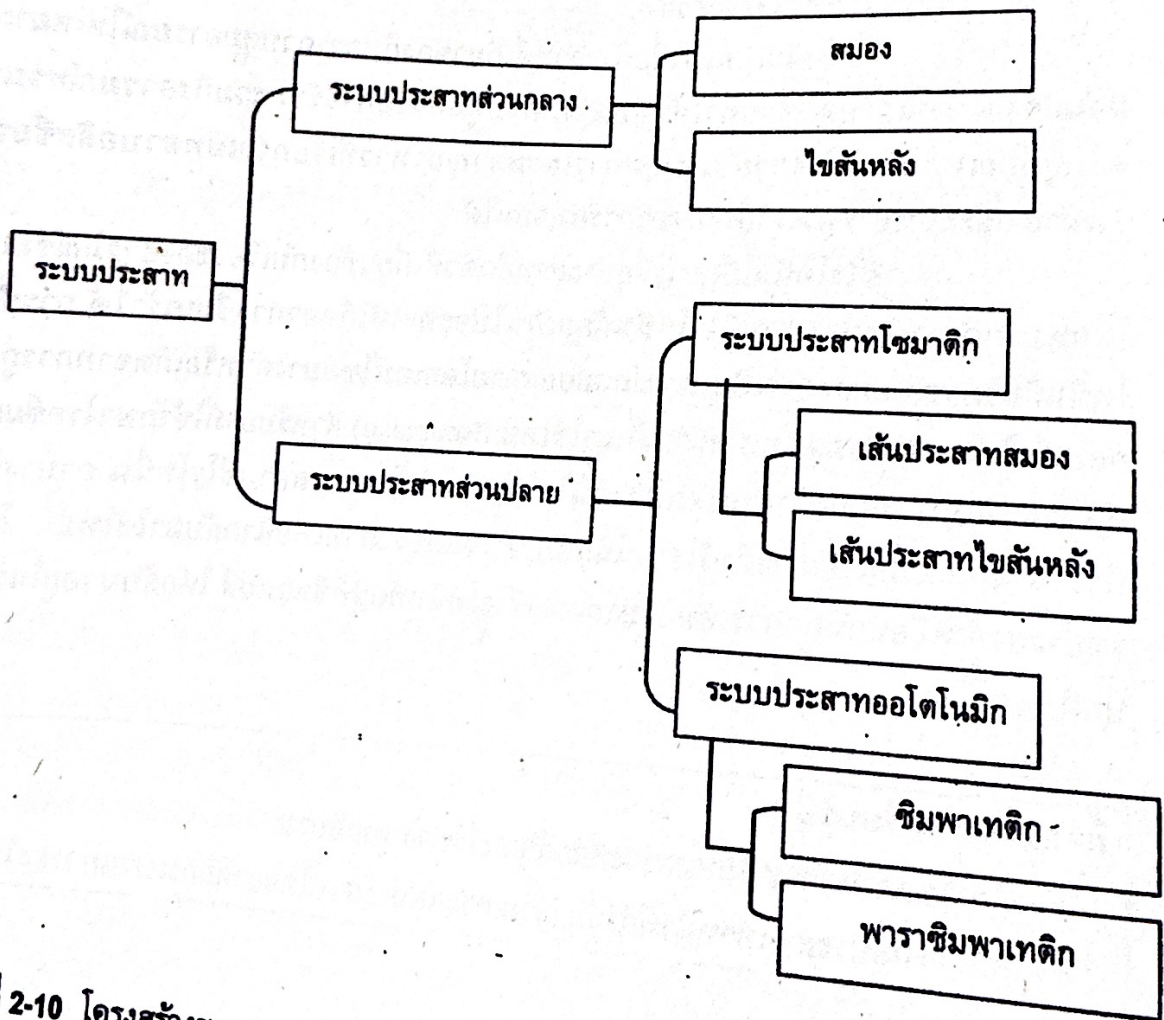 สมอง
ระบบประสาทส่วนกลาง
ไขสันหลัง
ระบบประสาท
ระบบประสาทโซมาติก
เส้นประสาทสมอง
ระบบประสาทส่วนปลาย
เส้นประสาทไขสันหลัง
ระบบประสาทออโตโนมิก
ซิมพาเทติก
พาราซิมพาเทติก
2-10